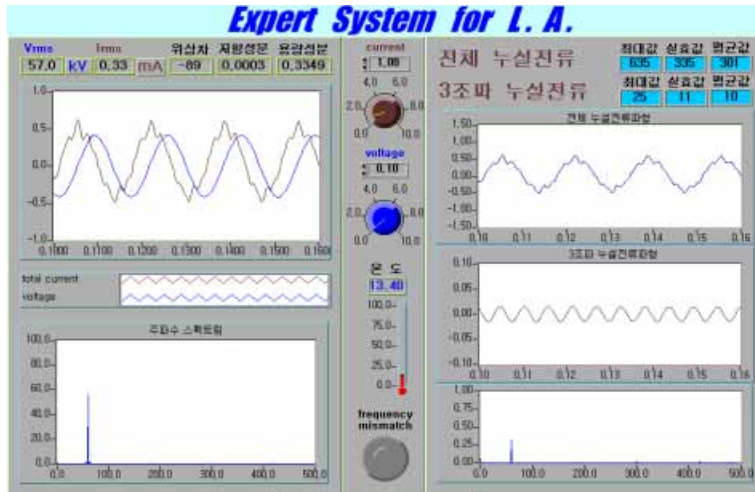 Expert System for L. A.
Vrms Irms 위상차 저항성분 용량성분
57.0 kV 0.33 mA -89 0.0003 0.3349
1.0
0.5
0.0
-0.5
-1.0
0.1000 0.1100 0.1200 0.1300 0.1400 0.1500 0.1600
total current
voltage
주파수 스펙트럼
100.0
80.0
60.0
40.0
20.0
0.0
0.0 100.0 200.0 300.0 400.0 500.0
current
1.00
4.0 6.0
2.0 8.0
0.0 10.0
voltage
0.10
4.0 6.0
2.0 8.0
0.0 10.0
온 도
13.40
100.0
75.0
50.0
25.0
0.0
frequency
mismatch
전체 누설전류
최대값 실효값 평균값
635 335 301
3조파 누설전류
최대값 실효값 평균값
25 11 10
전체 누설전류파형
1.50
1.00
0.50
0.00
-0.50
-1.00
-1.50
0.10 0.11 0.12 0.13 0.14 0.15 0.16
3조파 누설전류파형
0.10
0.05
0.00
-0.05
-0.10
0.10 0.11 0.12 0.13 0.14 0.15 0.16
1.00
0.75
0.50
0.25
0.00
0.0 100.0 200.0 300.0 400.0 500.0